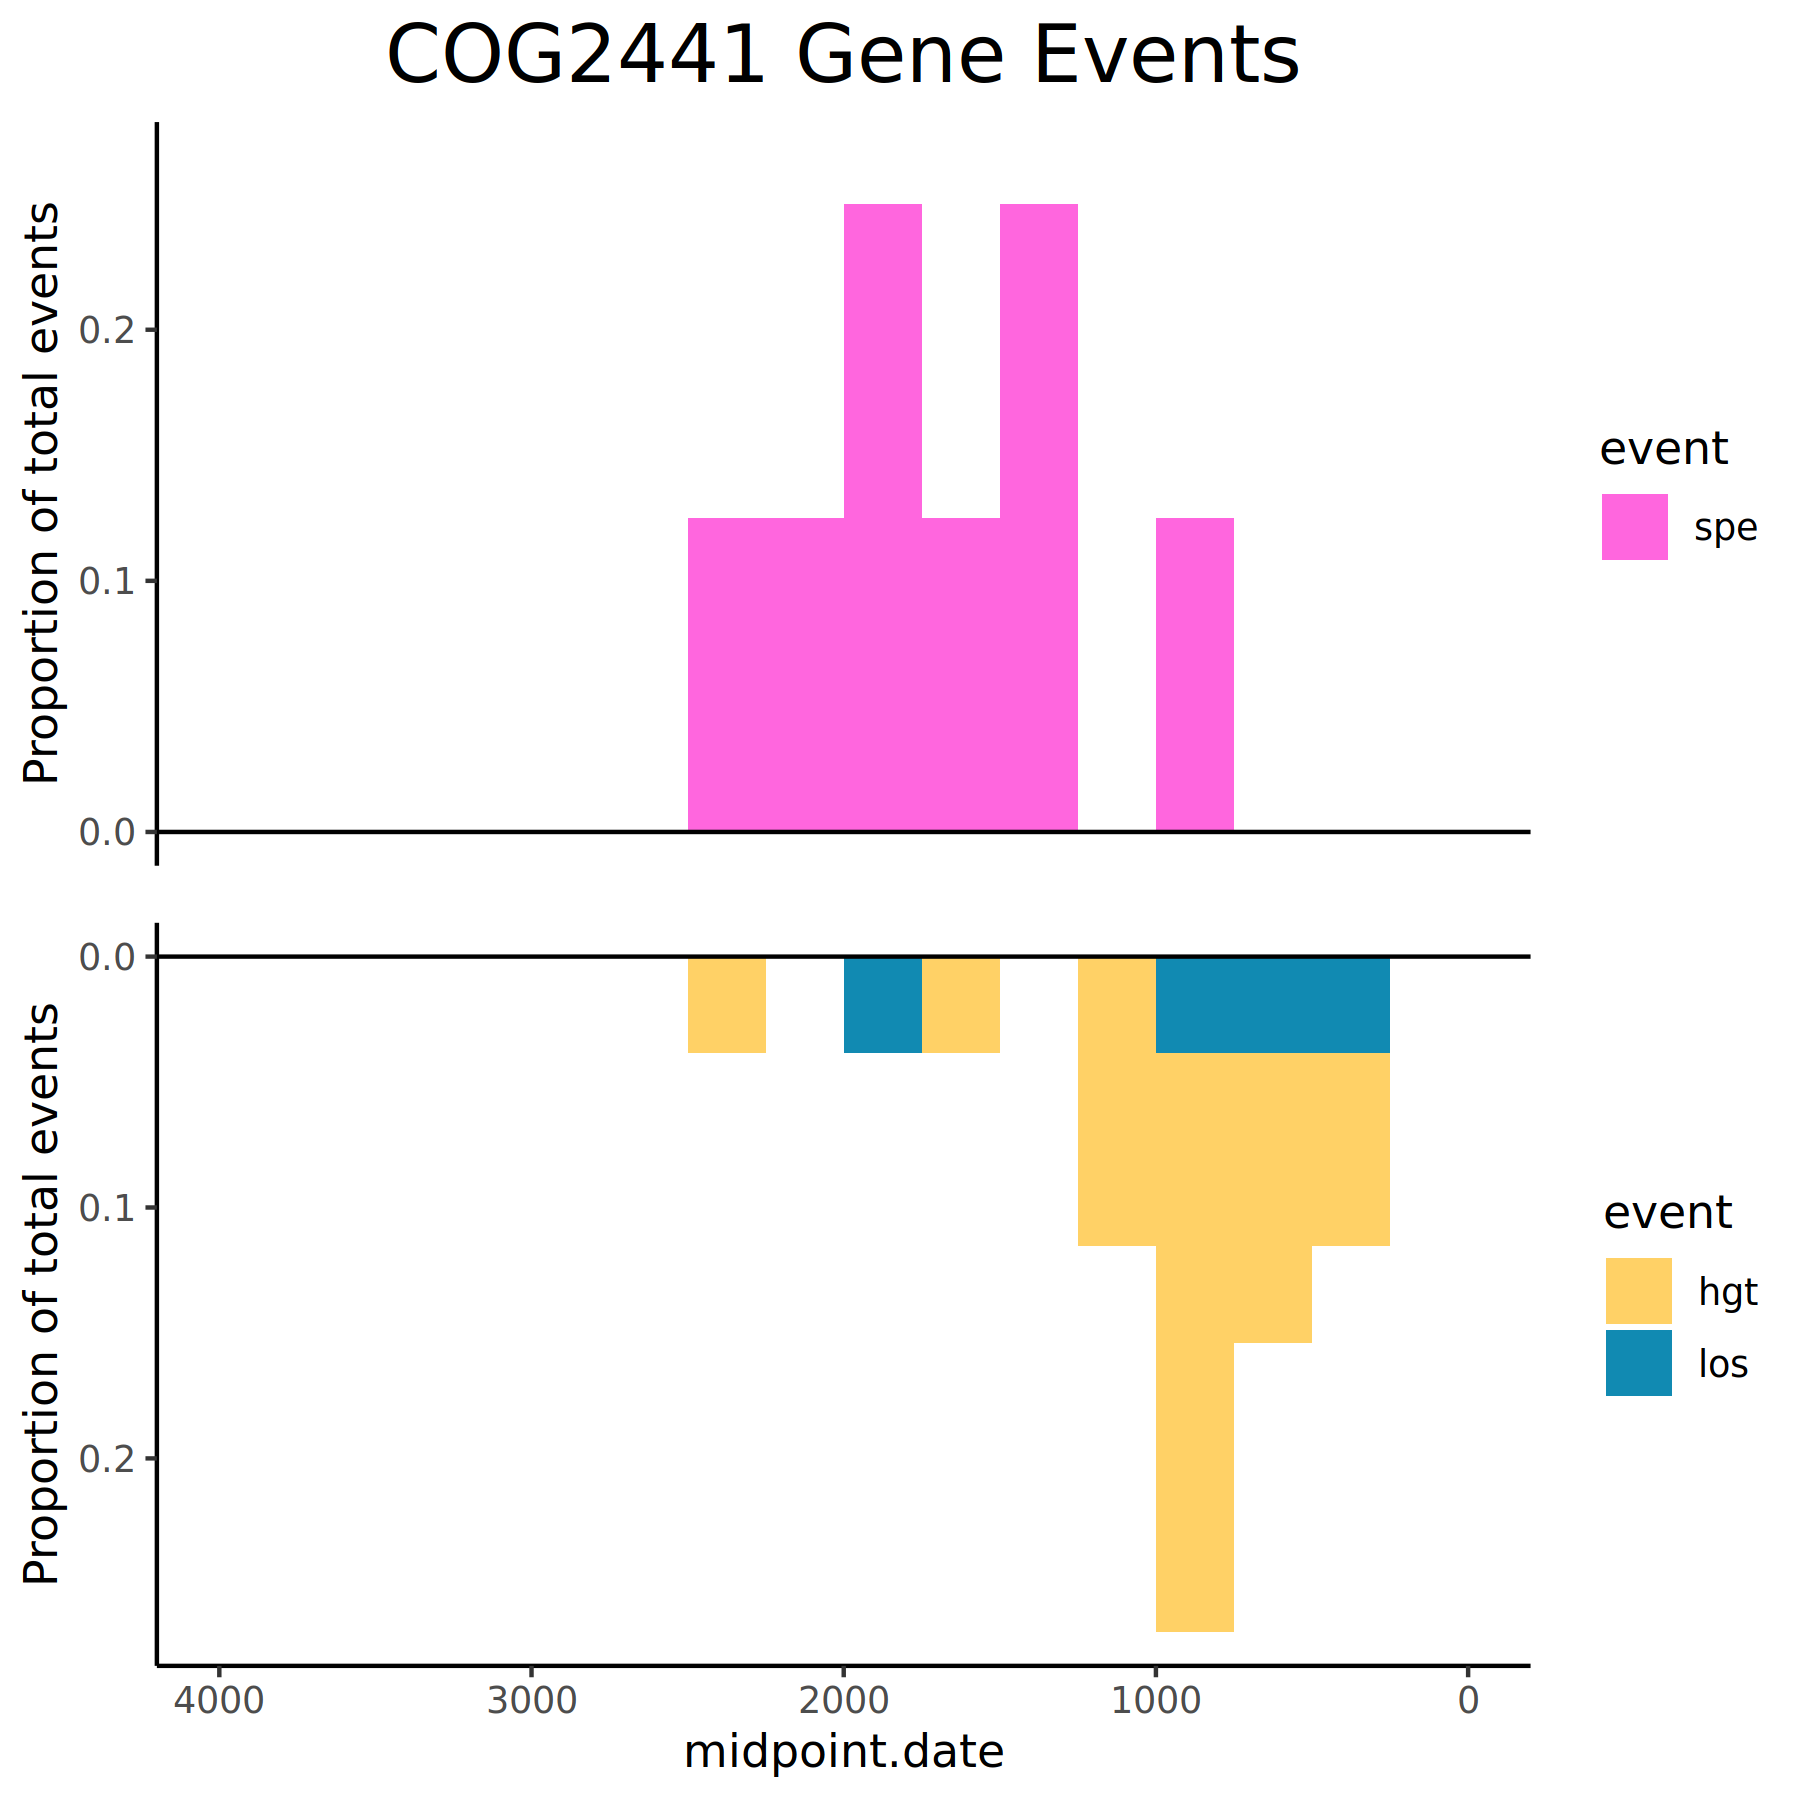 COG2441 Gene Events
Proportion of total events
0.2
0.1
0.0
event
spe
Proportion of total events
0.0
0.1
0.2
event
hgt
los
4000 3000 2000 1000 0
midpoint.date